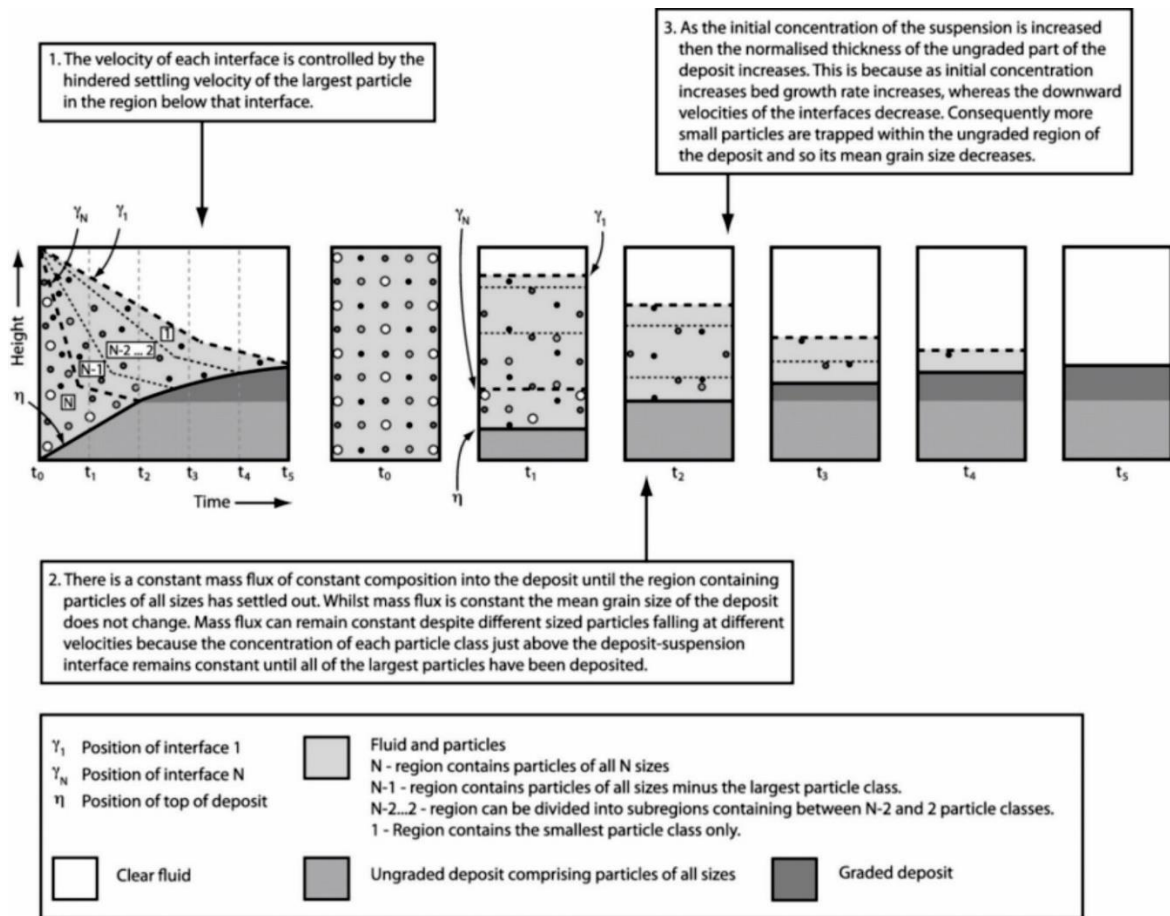 1. The velocity of each interface is controlled by the
hindered settling velocity of the largest particle
in the region below that interface.
3. As the initial concentration of the suspension is increased
then the normalised thickness of the ungraded part of the
deposit increases. This is because as initial concentration
increases bed growth rate increases, whereas the downward
velocities of the interfaces decrease. Consequently more
small particles are trapped within the ungraded region of
the deposit and so its mean grain size decreases.
γN γ1
γN γ1
Height
1
N-2 ... 2
N-1
N
η
t0 t1 t2 t3 t4 t5
Time
t0
t1
η
t2
t3
t4
t5
2. There is a constant mass flux of constant composition into the deposit until the region containing
particles of all sizes has settled out. Whilst mass flux is constant the mean grain size of the deposit
does not change. Mass flux can remain constant despite different sized particles falling at different
velocities because the concentration of each particle class just above the deposit-suspension
interface remains constant until all of the largest particles have been deposited.
γ1 Position of interface 1
γN Position of interface N
η Position of top of deposit
Fluid and particles
N - region contains particles of all N sizes
N-1 - region contains particles of all sizes minus the largest particle class.
N-2...2 - region can be divided into subregions containing between N-2 and 2 particle classes.
1 - Region contains the smallest particle class only.
Clear fluid
Ungraded deposit comprising particles of all sizes
Graded deposit